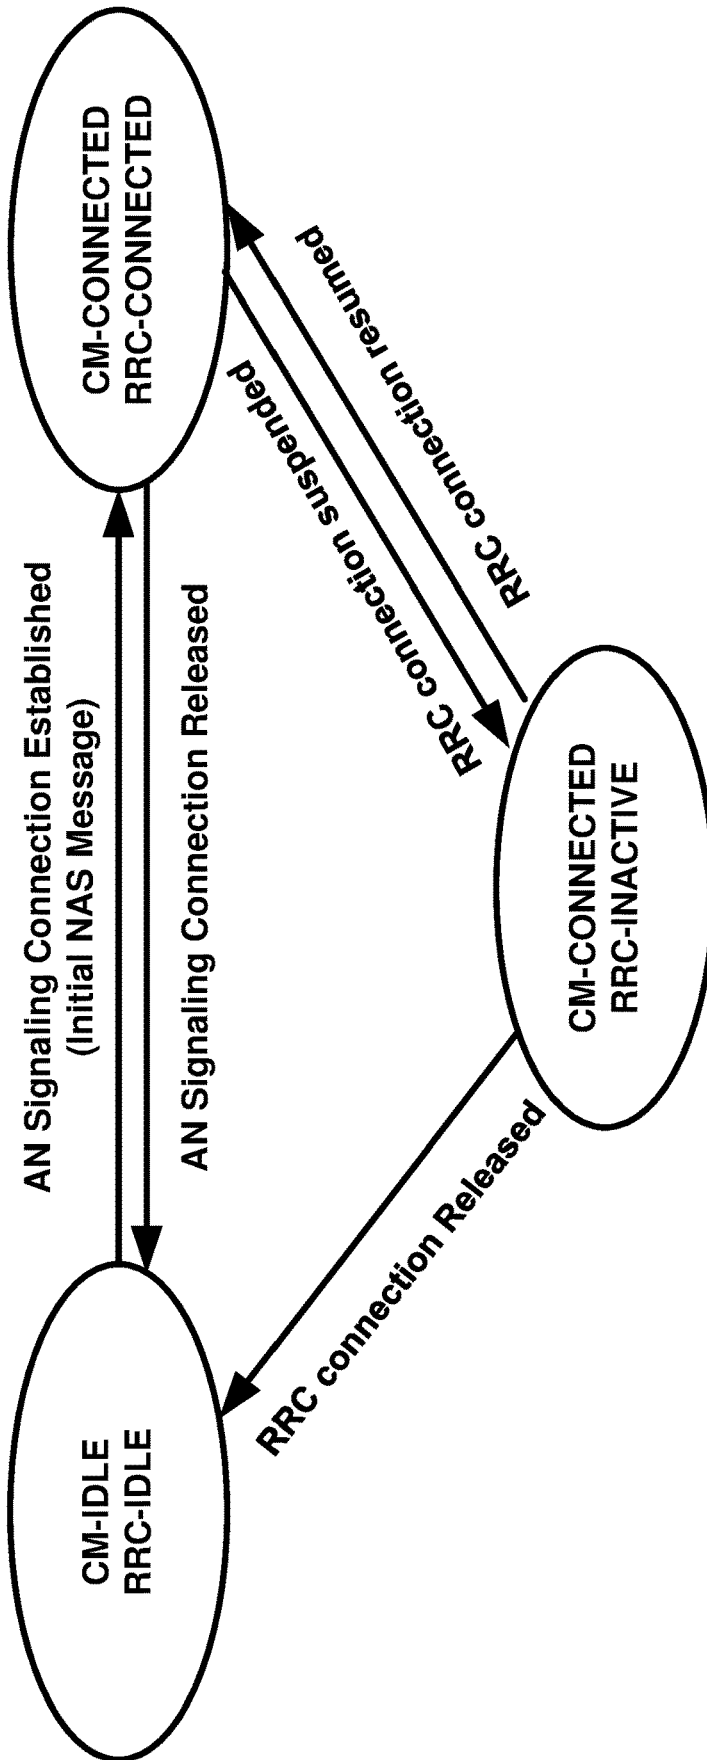 AN Signaling Connection Established
(Initial NAS Message)
CM-IDLE
RRC-IDLE
CM-CONNECTED
RRC-CONNECTED
AN Signaling Connection Released
RRC connection Released
RRC connection suspended
RRC connection resumed
CM-CONNECTED
RRC-INACTIVE